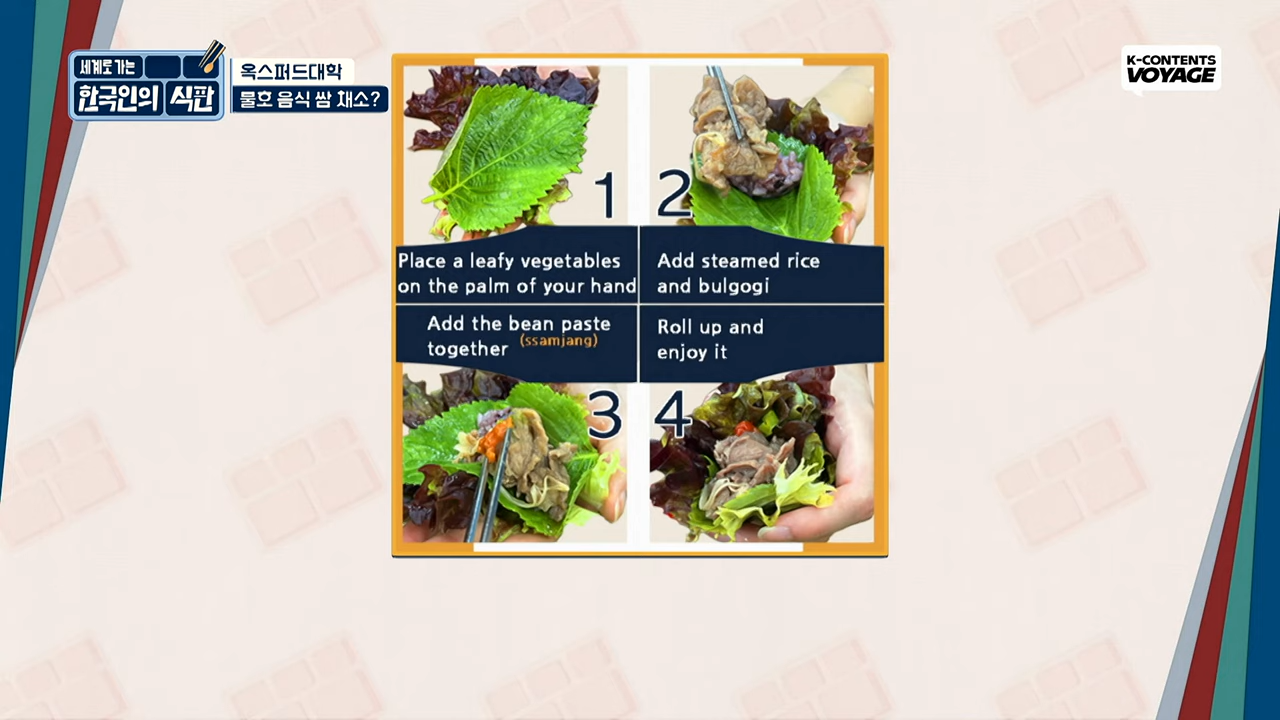 세계로 가는
한국인의 식판
옥스퍼드대학
물호 음식 쌈 채소?
K-CONTENTS
VOYAGE
1
2
Place a leafy vegetables
on the palm of your hand
Add steamed rice
and bulgogi
Add the bean paste
together (ssamjang)
Roll up and
enjoy it
3
4